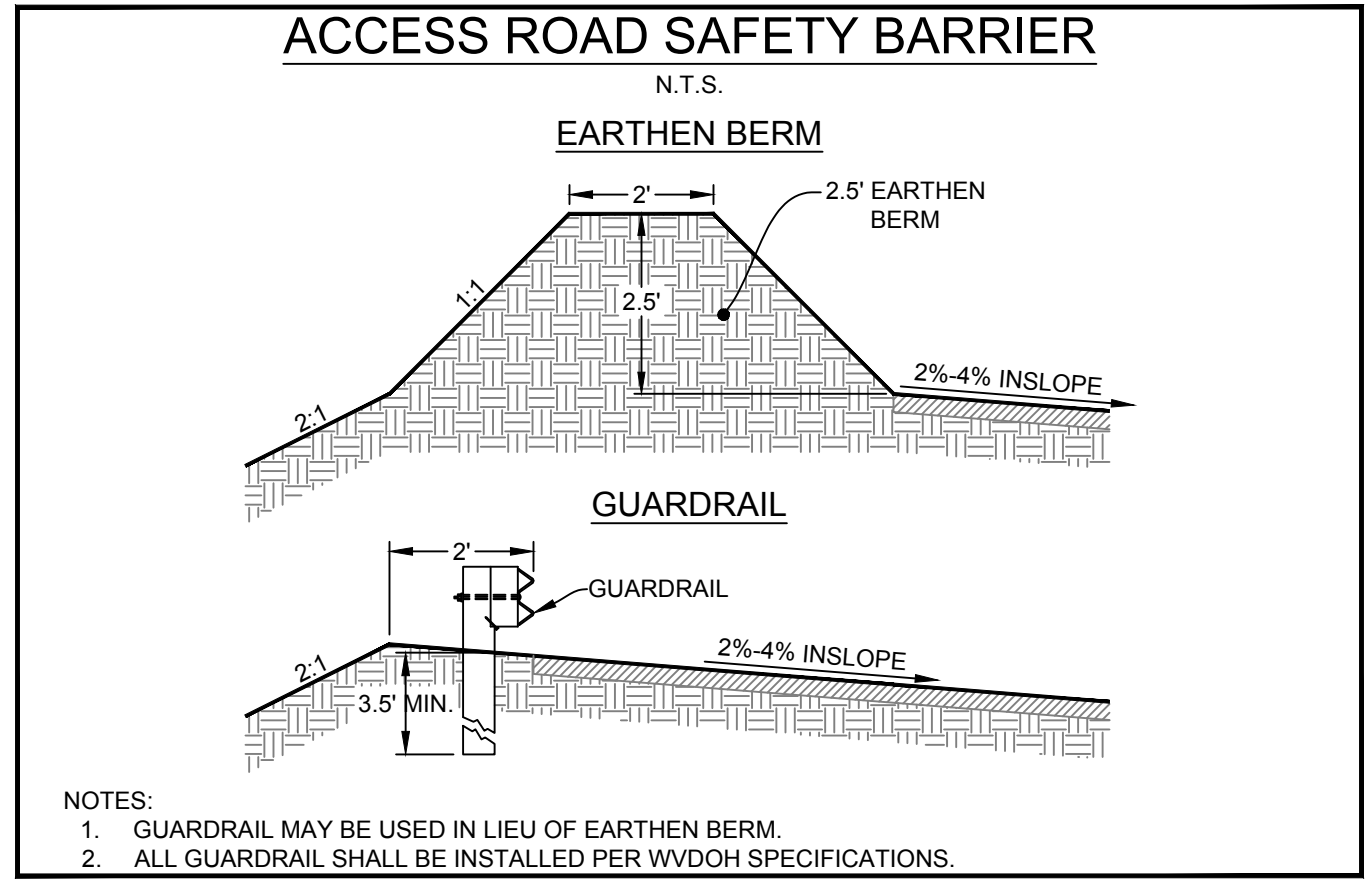 ACCESS ROAD SAFETY BARRIER
N.T.S.
EARTHEN BERM
2'
2.5' EARTHEN
BERM
1:1
2.5'
2%-4% INSLOPE
2:1
GUARDRAIL
2'
GUARDRAIL
2%-4% INSLOPE
2:1
3.5' MIN.
NOTES:
1. GUARDRAIL MAY BE USED IN LIEU OF EARTHEN BERM.
2. ALL GUARDRAIL SHALL BE INSTALLED PER WVDOH SPECIFICATIONS.